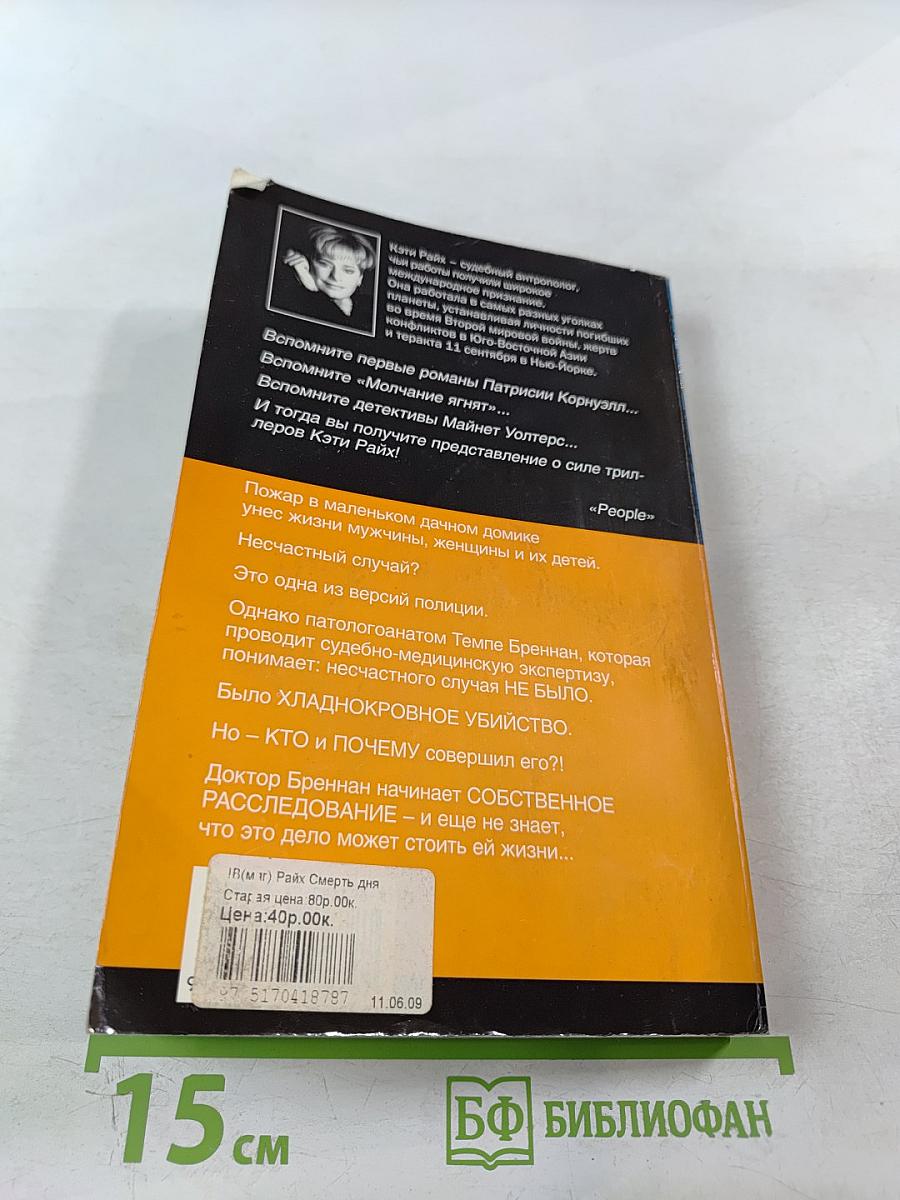 Кэти Райх – судебный антрополог,
чьи работы получили широкое
международное признание.
Она работала в самых разных уголках
планеты, устанавливая личности погибших
во время Второй мировой войны, жертв
конфликтов в Юго-Восточной Азии
и теракта 11 сентября в Нью-Йорке.
Вспомните первые романы Патрисии Корнуэлл...
Вспомните «Молчание ягнят»...
Вспомните детективы Майнет Уолтерс...
И тогда вы получите представление о силе трил-
леров Кэти Райх!
«People»
Пожар в маленьком дачном домике
унес жизни мужчины, женщины и их детей.
Несчастный случай?
Это одна из версий полиции.
Однако патологоанатом Темпе Бреннан, которая
проводит судебно-медицинскую экспертизу,
понимает: несчастного случая НЕ БЫЛО.
Было ХЛАДНОКРОВНОЕ УБИЙСТВО.
Но – КТО и ПОЧЕМУ совершил его?!
Доктор Бреннан начинает СОБСТВЕННОЕ
РАССЛЕДОВАНИЕ – и еще не знает,
что это дело может стоить ей жизни...
Райх Смерть дня
Старая цена:80р.00к.
Цена:40р.00к.
9
97 5170418787
11.06.09
15 см
БФ БИБЛИОФАН